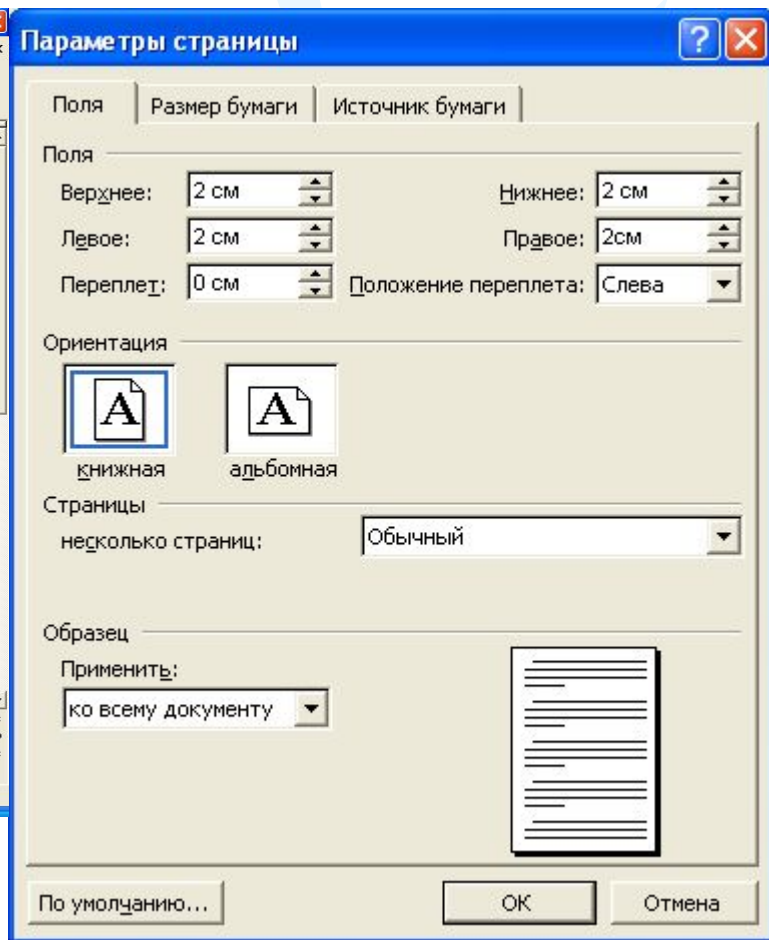 Параметры страницы
Поля Размер бумаги Источник бумаги
Поля
Верхнее: 2 см Нижнее: 2 см
Левое: 2 см Правое: 2см
Переплет: 0 см Положение переплета: Слева
Ориентация
A A
книжная альбомная
Страницы
несколько страниц: Обычный
Образец
Применить:
ко всему документу
По умолчанию... ОК Отмена